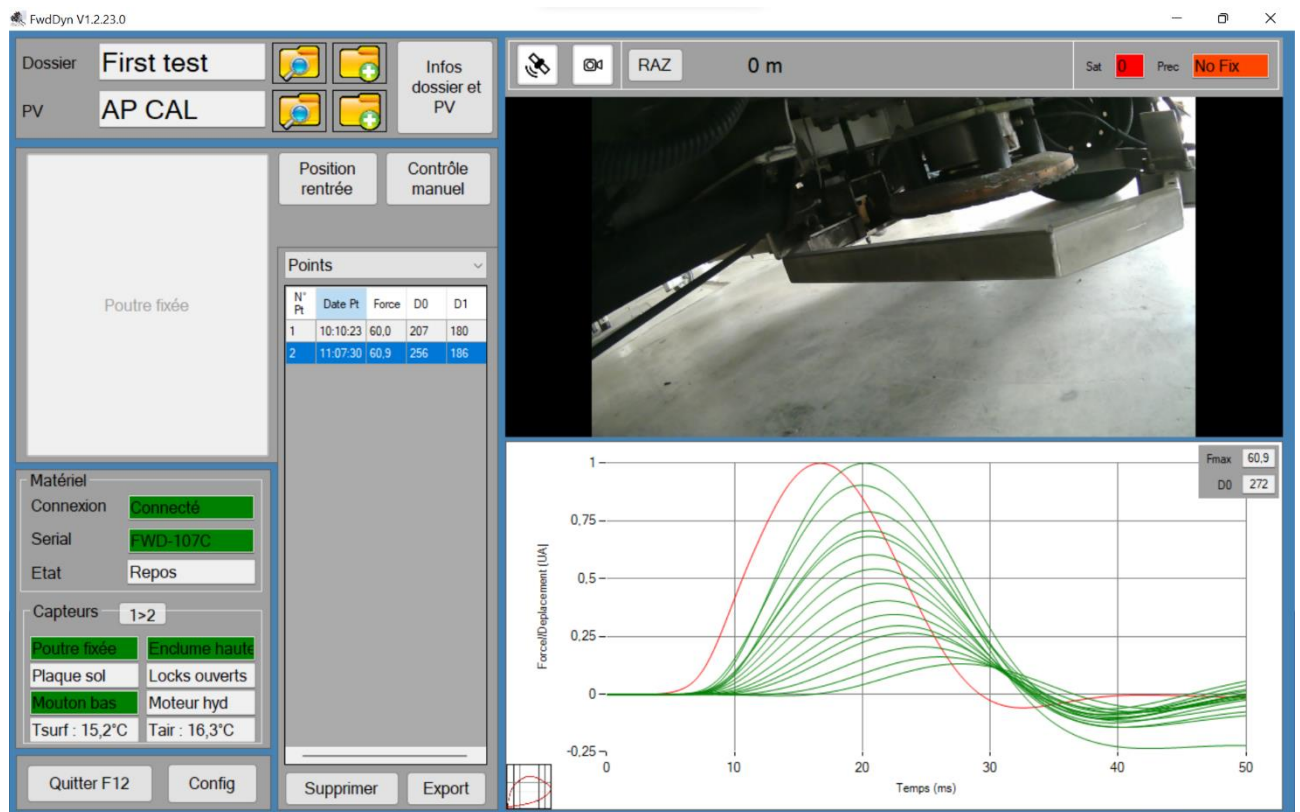 FwdDyn V1.2.23.0
Dossier First test
PV AP CAL
Infos
dossier et
PV
RAZ 0 m Sat 0 Prec No Fix
Poutre fixée
Position
rentrée
Contrôle
manuel
Points
N°
Pt Date Pt Force D0 D1
1 10:10:23 60,0 207 180
2 11:07:30 60,9 256 186
Matériel
Connexion Connecté
Serial FWD-107C
Etat Repos
Capteurs 1>2
Poutre fixée Enclume haute
Plaque sol Locks ouverts
Mouton bas Moteur hyd
Tsurf : 15,2°C Tair : 16,3°C
Quitter F12 Config
Supprimer Export
Fmax 60,9
D0 272
Force//Deplacement [UA]
1
0,75
0,5
0,25
0
-0,25
0 10 20 30 40 50
Temps (ms)